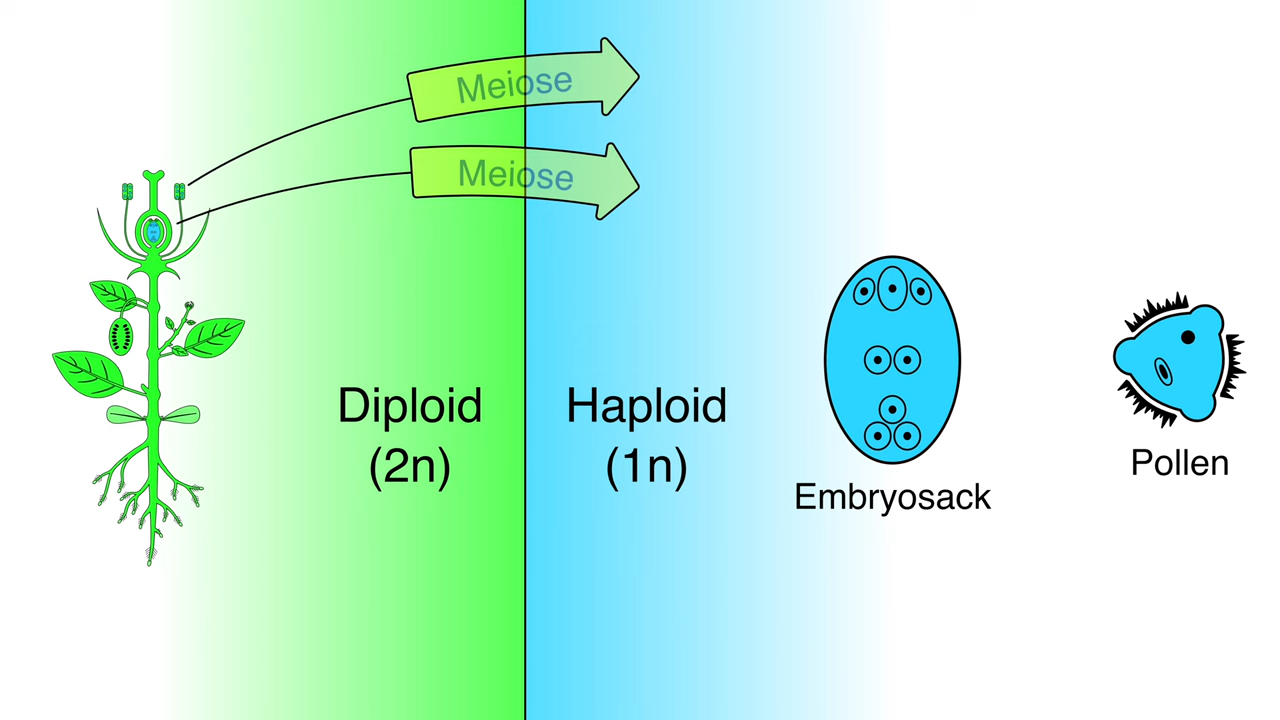 Meiose
Meiose
Diploid
(2n)
Haploid
(1n)
Embryosack
Pollen